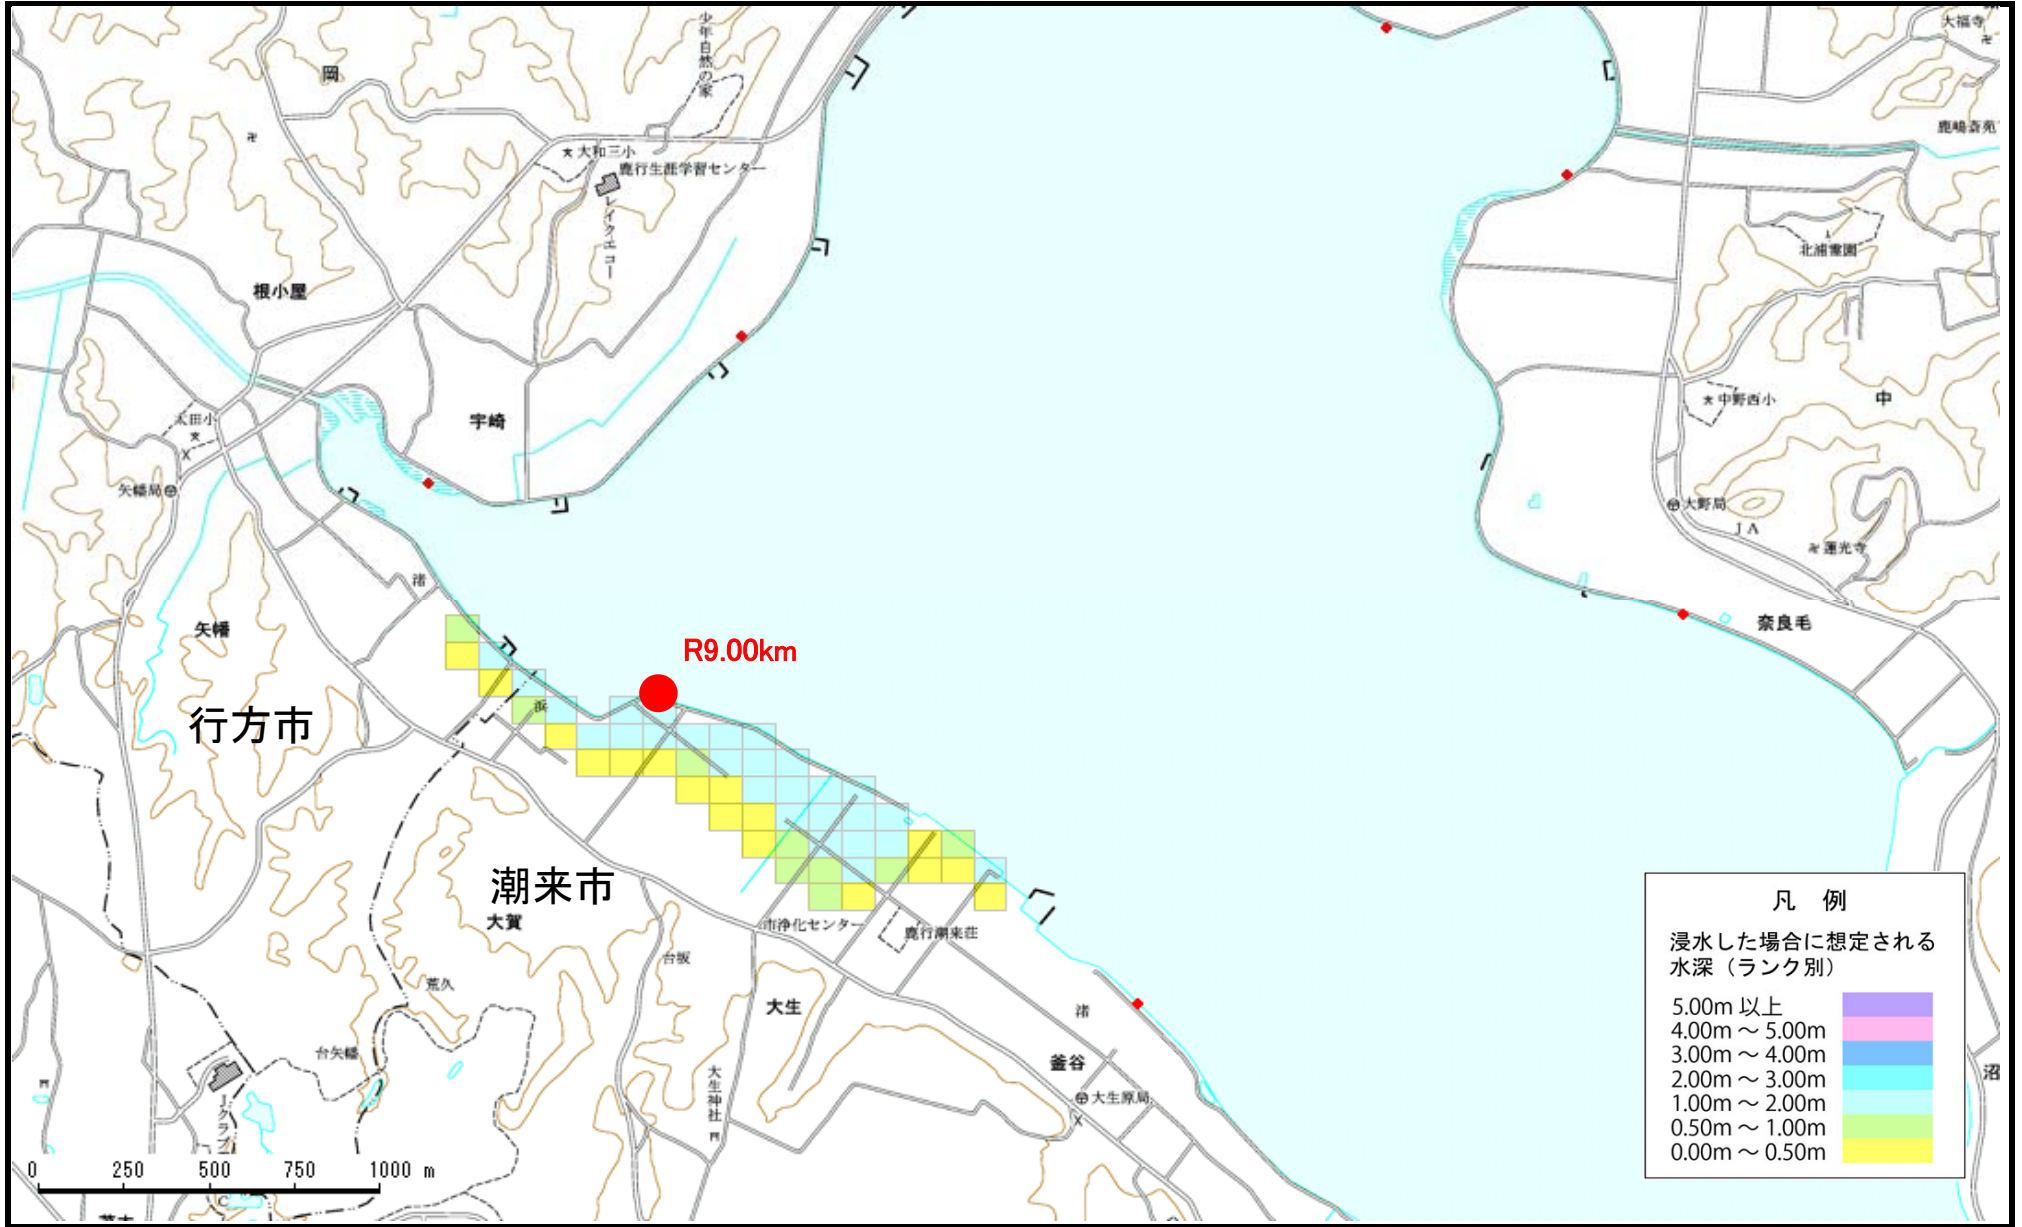 少年自然の家
岡
大福寺
鹿嶋斎苑
大和三小
鹿行生涯学習センター
レイクエコー
北浦霊園
根小屋
太田小
宇崎
中野西小
中
矢幡局
大野局
JA
蓮光寺
渚
矢幡
奈良毛
R9.00km
浜
行方市
潮来市
大賀
市浄化センター
鹿行潮来荘
台坂
荒久
大生
渚
台矢幡
釜谷
大生神社
大生原局
Jクラブ
沼
凡 例
浸水した場合に想定される
水深（ランク別）
5.00m 以上
4.00m ～ 5.00m
3.00m ～ 4.00m
2.00m ～ 3.00m
1.00m ～ 2.00m
0.50m ～ 1.00m
0.00m ～ 0.50m
0 250 500 750 1000 m